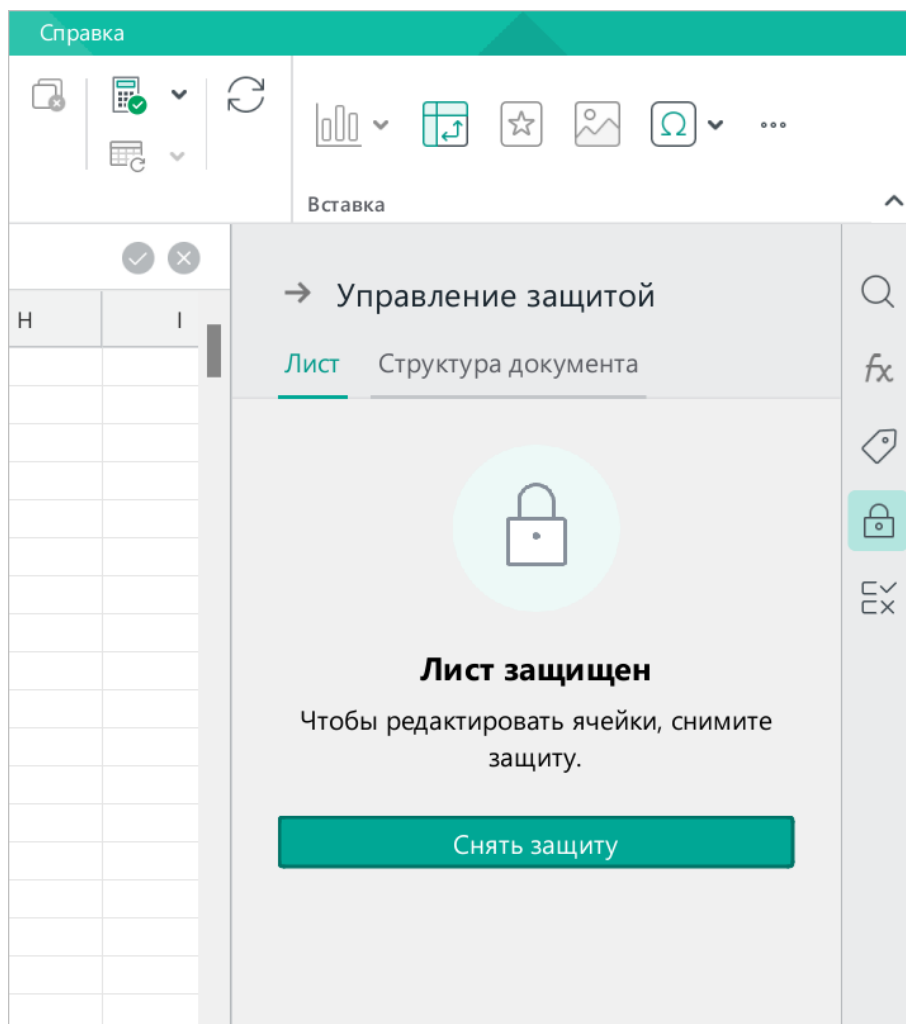 Справка
Вставка
H
I
Управление защитой
Лист
Структура документа
fx
Лист защищен
Чтобы редактировать ячейки, снимите
защиту.
Снять защиту